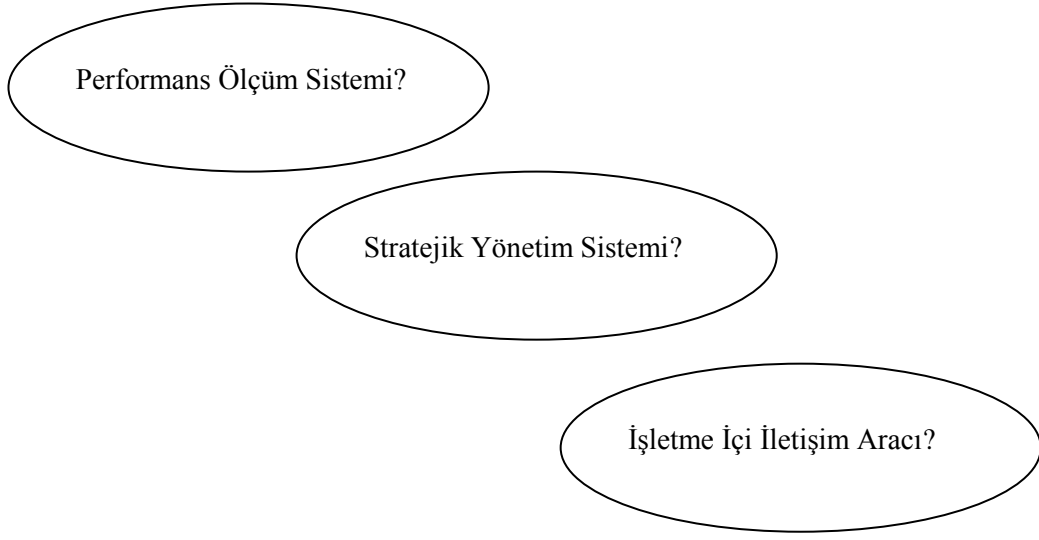 Performans Ölçüm Sistemi?
Stratejik Yönetim Sistemi?
İşletme İçi İletişim Aracı?